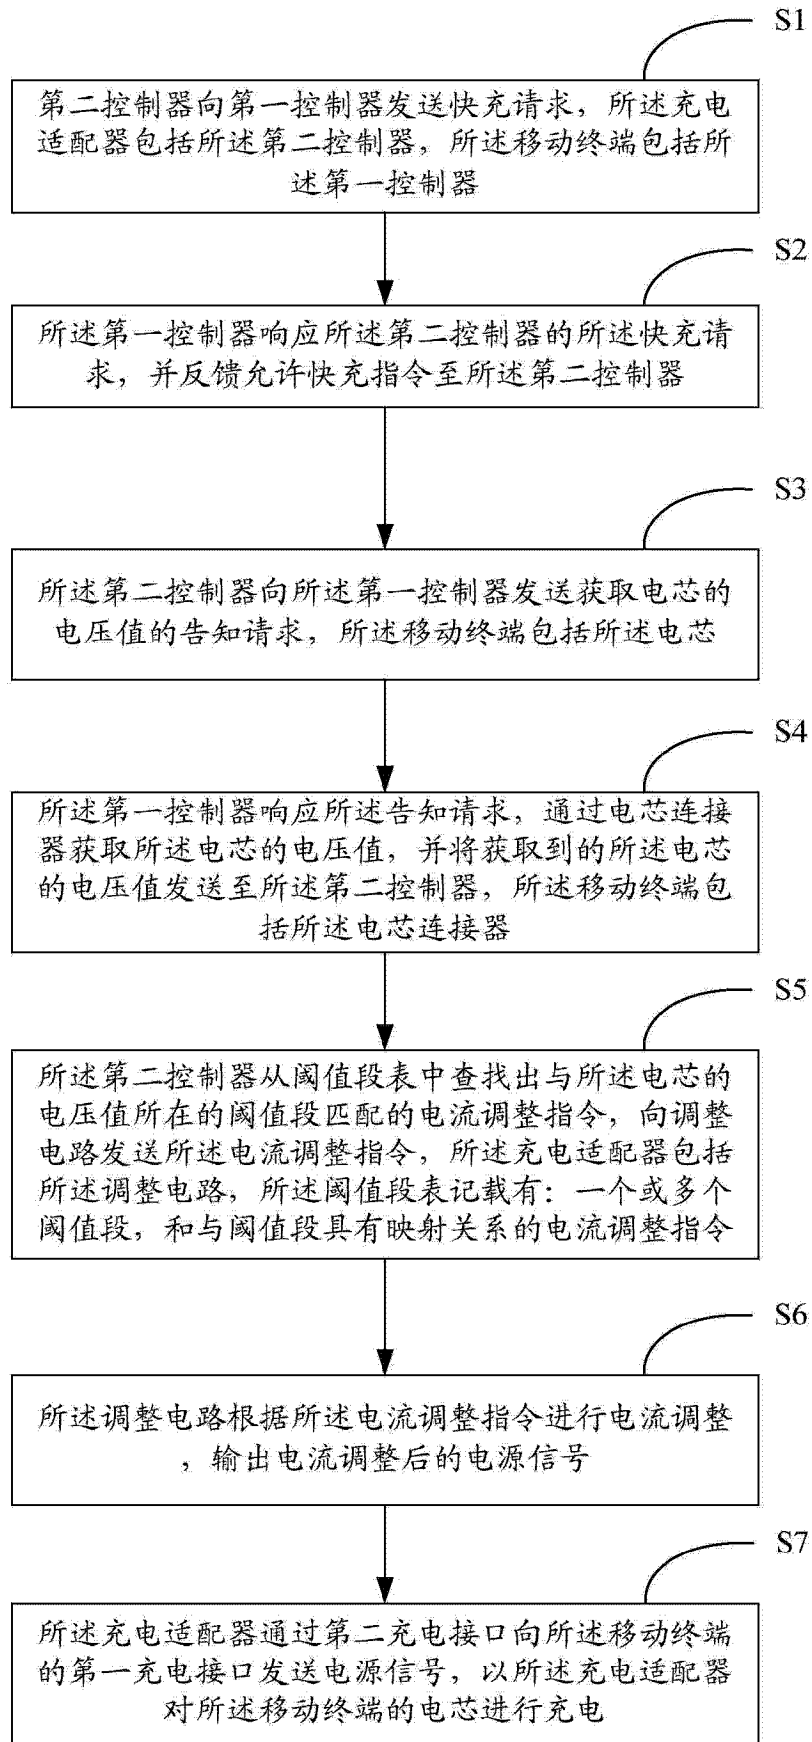 S1
第二控制器向第一控制器发送快充请求，所述充电
适配器包括所述第二控制器，所述移动终端包括所
述第一控制器
S2
所述第一控制器响应所述第二控制器的所述快充请
求，并反馈允许快充指令至所述第二控制器
S3
所述第二控制器向所述第一控制器发送获取电芯的
电压值的告知请求，所述移动终端包括所述电芯
S4
所述第一控制器响应所述告知请求，通过电芯连接
器获取所述电芯的电压值，并将获取到的所述电芯
的电压值发送至所述第二控制器，所述移动终端包
括所述电芯连接器
S5
所述第二控制器从阈值段表中查找出与所述电芯的
电压值所在的阈值段匹配的电流调整指令，向调整
电路发送所述电流调整指令，所述充电适配器包括
所述调整电路，所述阈值段表记载有：一个或多个
阈值段，和与阈值段具有映射关系的电流调整指令
S6
所述调整电路根据所述电流调整指令进行电流调整
，输出电流调整后的电源信号
S7
所述充电适配器通过第二充电接口向所述移动终端
的第一充电接口发送电源信号，以所述充电适配器
对所述移动终端的电芯进行充电